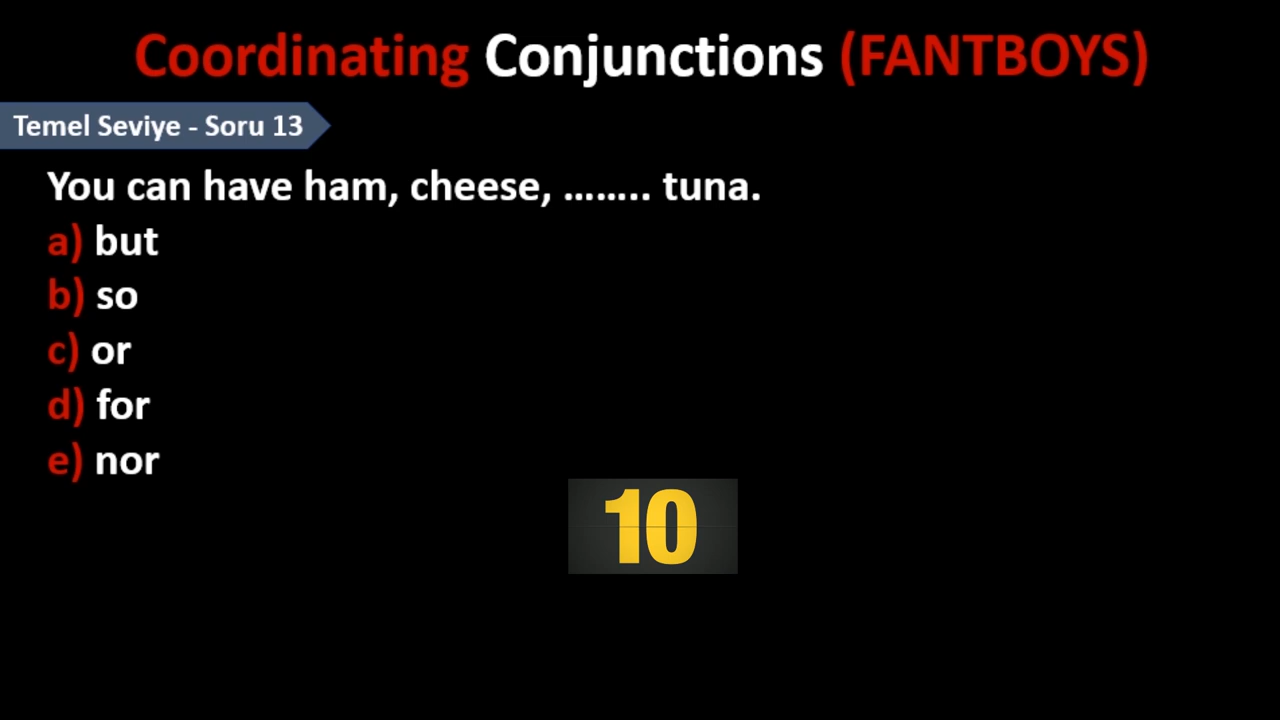 Coordinating Conjunctions (FANTBOYS)
Temel Seviye - Soru 13
You can have ham, cheese, …….. tuna.
a) but
b) so
c) or
d) for
e) nor
10